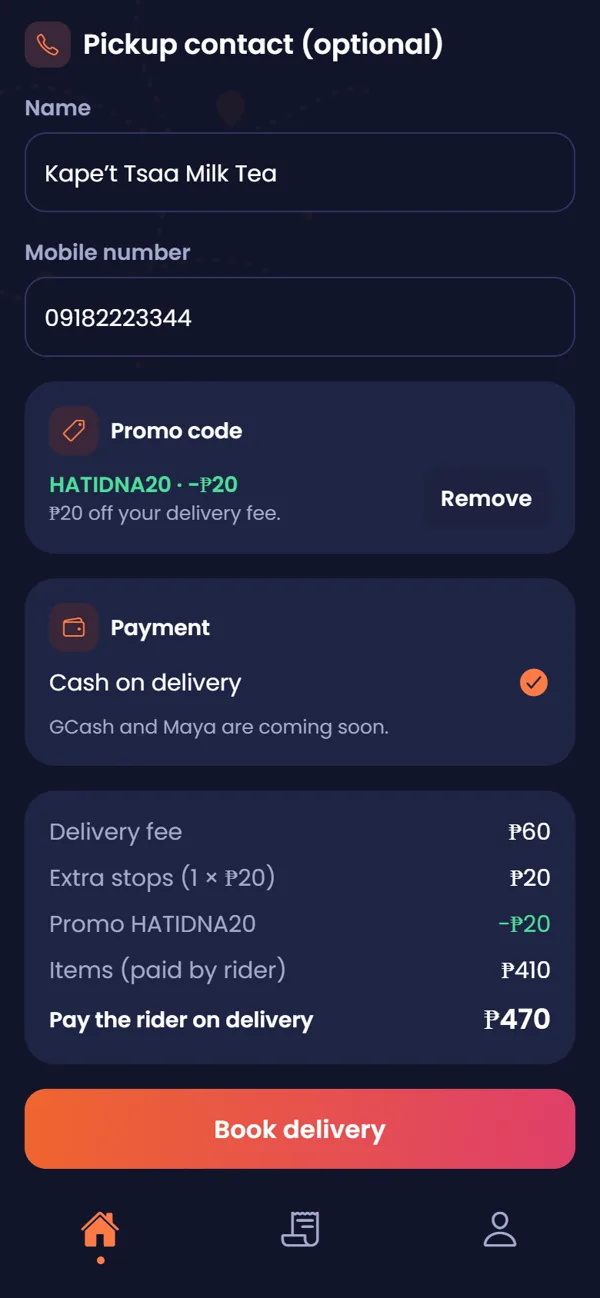 Pickup contact (optional)
Name
Kape’t Tsaa Milk Tea
Mobile number
09182223344
Promo code
HATIDNA20 · -₱20
₱20 off your delivery fee.
Remove
Payment
Cash on delivery
GCash and Maya are coming soon.
Delivery fee ₱60
Extra stops (1 × ₱20) ₱20
Promo HATIDNA20 -₱20
Items (paid by rider) ₱410
Pay the rider on delivery ₱470
Book delivery